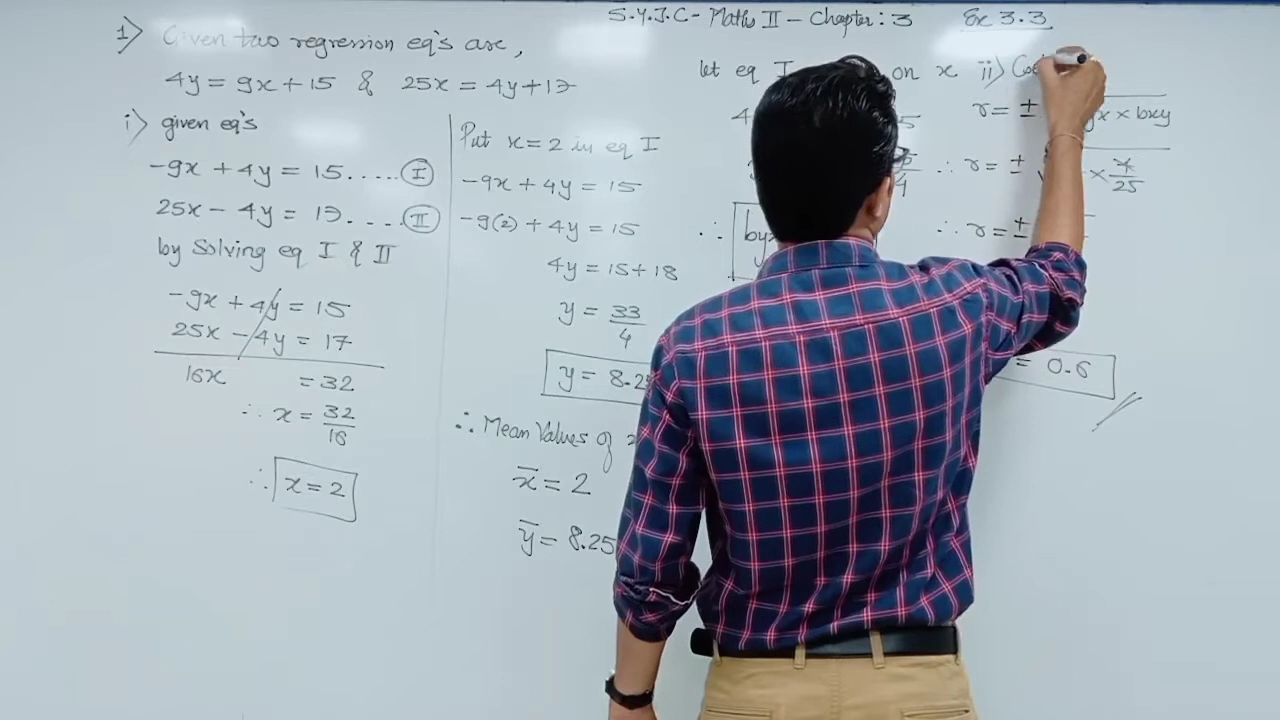 S.Y.J.C - Maths II - Chapter : 3 Ex 3.3
1) Given two regression eq's are,
4y = 9x + 15 & 25x = 4y + 17
i) given eq's
-9x + 4y = 15 ..... I
25x - 4y = 17 .... II
by Solving eq I & II
-9x + 4y = 15
25x - 4y = 17
16x = 32
∴ x = 32/16
∴ x = 2
Put x = 2 in eq I
-9x + 4y = 15
-9(2) + 4y = 15
4y = 15 + 18
y = 33/4
y = 8.2
∴ Mean Values of
x̄ = 2
ȳ = 8.25
let eq I on x
4
∴ by
ii)
r = ± x bxy
∴ r = ± x 4/25
∴ r = ±
= 0.6